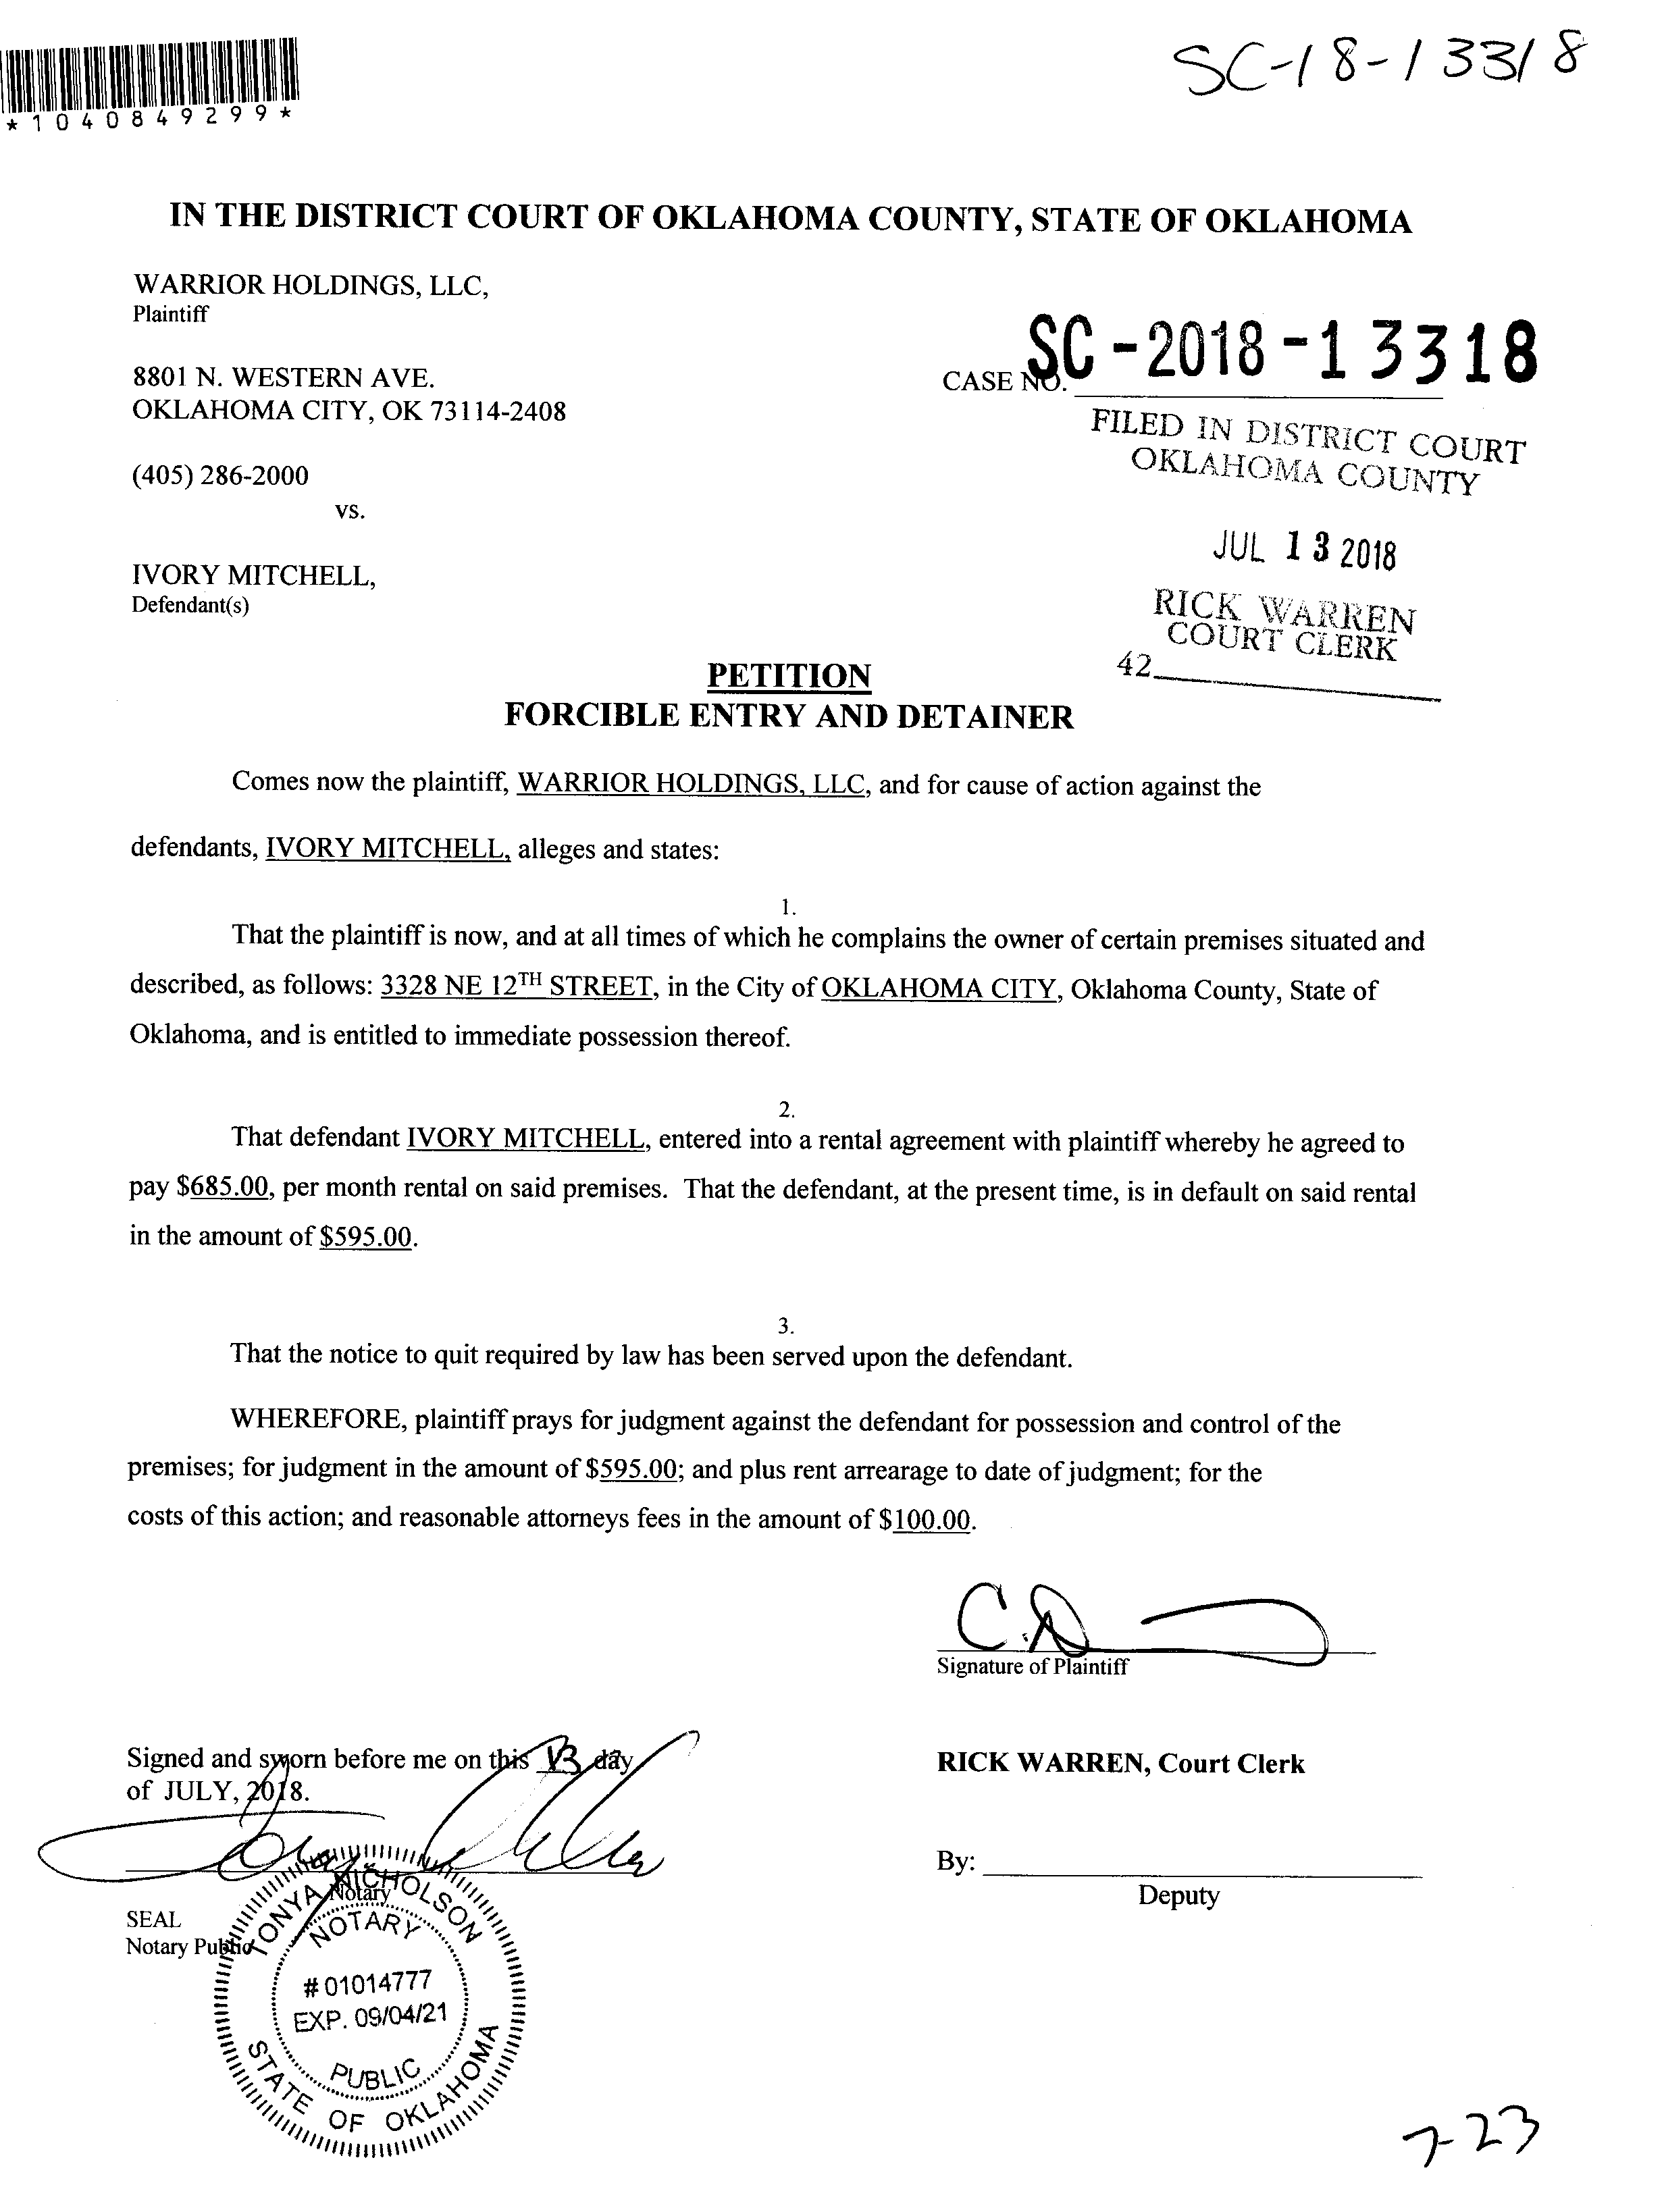 SC-18-13318
*1040849299*
IN THE DISTRICT COURT OF OKLAHOMA COUNTY, STATE OF OKLAHOMA
WARRIOR HOLDINGS, LLC,
Plaintiff
8801 N. WESTERN AVE.
OKLAHOMA CITY, OK 73114-2408
(405) 286-2000
vs.
IVORY MITCHELL,
Defendant(s)
CASE NO. SC-2018-13318
FILED IN DISTRICT COURT
OKLAHOMA COUNTY
JUL 13 2018
RICK WARREN
COURT CLERK
42
PETITION
FORCIBLE ENTRY AND DETAINER
Comes now the plaintiff, WARRIOR HOLDINGS, LLC, and for cause of action against the
defendants, IVORY MITCHELL, alleges and states:
1.
That the plaintiff is now, and at all times of which he complains the owner of certain premises situated and
described, as follows: 3328 NE 12TH STREET, in the City of OKLAHOMA CITY, Oklahoma County, State of
Oklahoma, and is entitled to immediate possession thereof.
2.
That defendant IVORY MITCHELL, entered into a rental agreement with plaintiff whereby he agreed to
pay $685.00, per month rental on said premises. That the defendant, at the present time, is in default on said rental
in the amount of $595.00.
3.
That the notice to quit required by law has been served upon the defendant.
WHEREFORE, plaintiff prays for judgment against the defendant for possession and control of the
premises; for judgment in the amount of $595.00; and plus rent arrearage to date of judgment; for the
costs of this action; and reasonable attorneys fees in the amount of $100.00.
Signature of Plaintiff
Signed and sworn before me on this 13 day
of JULY, 2018.
Notary
SEAL
Notary Public
TONYA NICHOLSON
NOTARY
#01014777
EXP. 09/04/21
PUBLIC
STATE OF OKLAHOMA
RICK WARREN, Court Clerk
By:
Deputy
7-23